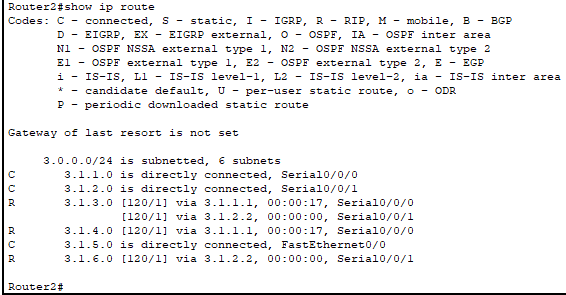 Router2#show ip route
Codes: C - connected, S - static, I - IGRP, R - RIP, M - mobile, B - BGP
       D - EIGRP, EX - EIGRP external, O - OSPF, IA - OSPF inter area
       N1 - OSPF NSSA external type 1, N2 - OSPF NSSA external type 2
       E1 - OSPF external type 1, E2 - OSPF external type 2, E - EGP
       i - IS-IS, L1 - IS-IS level-1, L2 - IS-IS level-2, ia - IS-IS inter area
       * - candidate default, U - per-user static route, o - ODR
       P - periodic downloaded static route
Gateway of last resort is not set
     3.0.0.0/24 is subnetted, 6 subnets
C       3.1.1.0 is directly connected, Serial0/0/0
C       3.1.2.0 is directly connected, Serial0/0/1
R       3.1.3.0 [120/1] via 3.1.1.1, 00:00:17, Serial0/0/0
                [120/1] via 3.1.2.2, 00:00:00, Serial0/0/1
R       3.1.4.0 [120/1] via 3.1.1.1, 00:00:17, Serial0/0/0
C       3.1.5.0 is directly connected, FastEthernet0/0
R       3.1.6.0 [120/1] via 3.1.2.2, 00:00:00, Serial0/0/1
Router2#